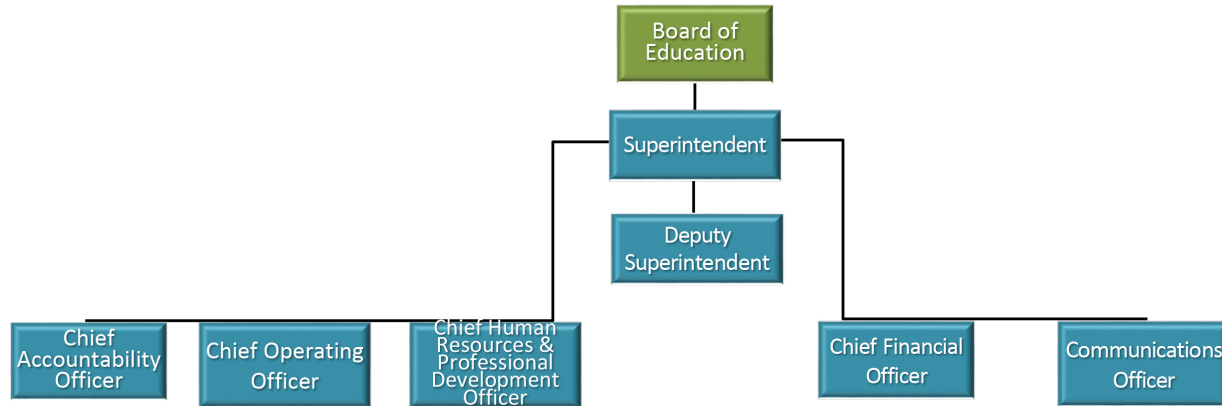 Board of
Education
Superintendent
Deputy
Superintendent
Chief
Accountability
Officer
Chief Operating
Officer
Chief Human
Resources &
Professional
Development
Officer
Chief Financial
Officer
Communications
Officer